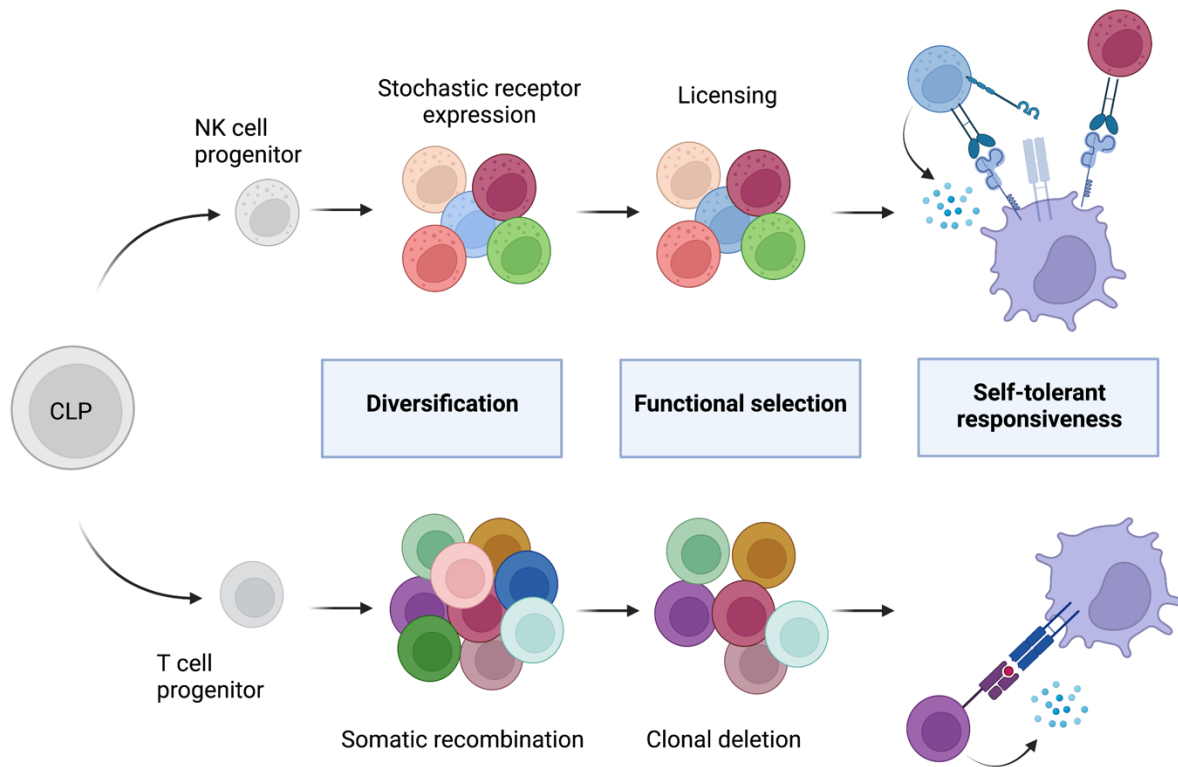 Stochastic receptor
expression
Licensing
NK cell
progenitor
CLP
Diversification
Functional selection
Self-tolerant
responsiveness
T cell
progenitor
Somatic recombination
Clonal deletion